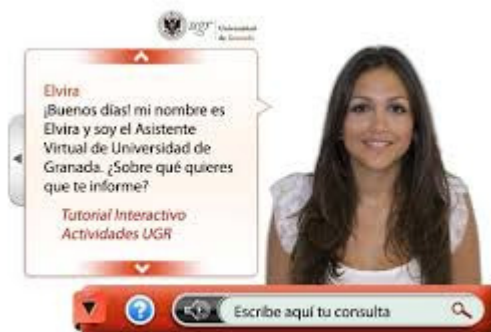 ugr Universidad
de Granada
Elvira
¡Buenos días! mi nombre es
Elvira y soy el Asistente
Virtual de Universidad de
Granada. ¿Sobre qué quieres
que te informe?
Tutorial Interactivo
Actividades UGR
Escribe aquí tu consulta